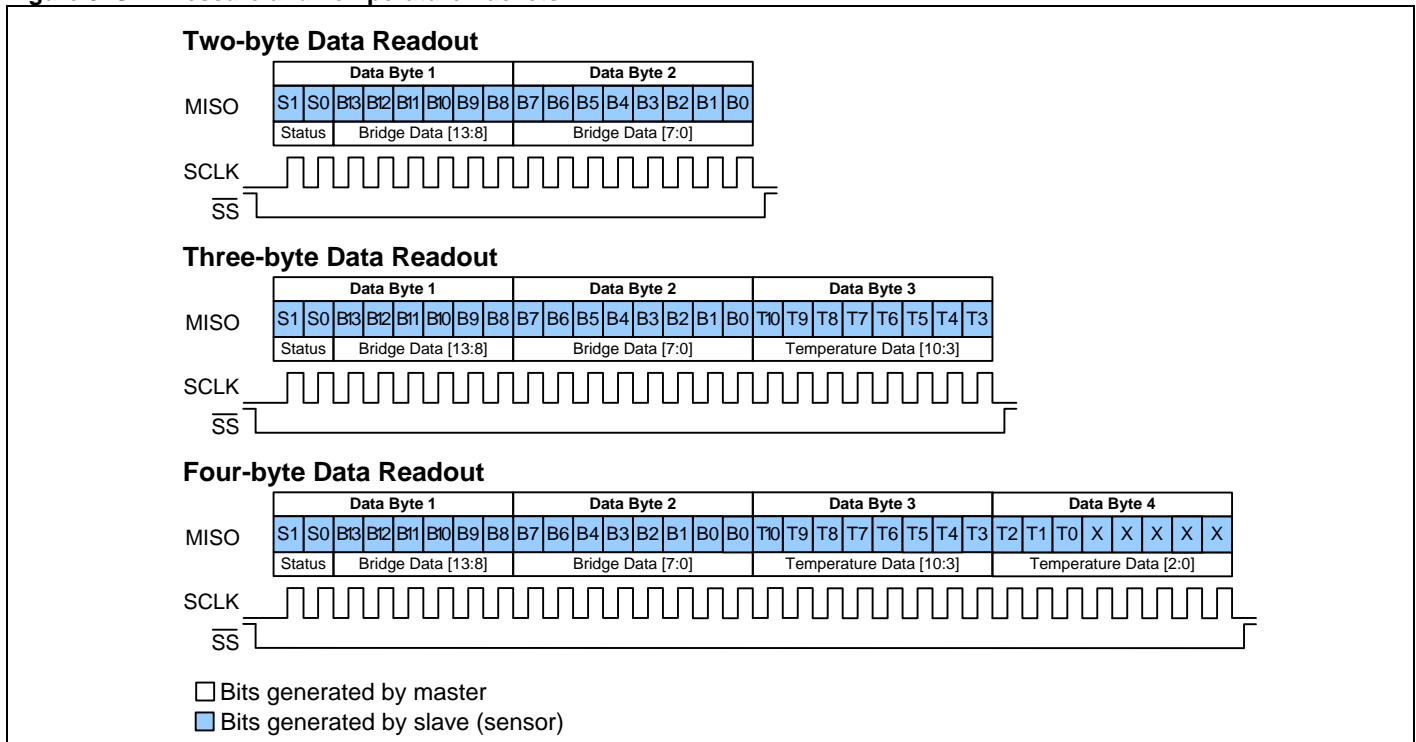 Two-byte Data Readout
Data Byte 1 Data Byte 2
MISO S1 S0 B13 B12 B11 B10 B9 B8 B7 B6 B5 B4 B3 B2 B1 B0
Status Bridge Data [13:8] Bridge Data [7:0]
SCLK
SS
Three-byte Data Readout
Data Byte 1 Data Byte 2 Data Byte 3
MISO S1 S0 B13 B12 B11 B10 B9 B8 B7 B6 B5 B4 B3 B2 B1 B0 T10 T9 T8 T7 T6 T5 T4 T3
Status Bridge Data [13:8] Bridge Data [7:0] Temperature Data [10:3]
SCLK
SS
Four-byte Data Readout
Data Byte 1 Data Byte 2 Data Byte 3 Data Byte 4
MISO S1 S0 B13 B12 B11 B10 B9 B8 B7 B6 B4 B3 B2 B1 B0 B0 T10 T9 T8 T7 T6 T5 T4 T3 T2 T1 T0 X X X X X
Status Bridge Data [13:8] Bridge Data [7:0] Temperature Data [10:3] Temperature Data [2:0]
SCLK
SS
Bits generated by master
Bits generated by slave (sensor)